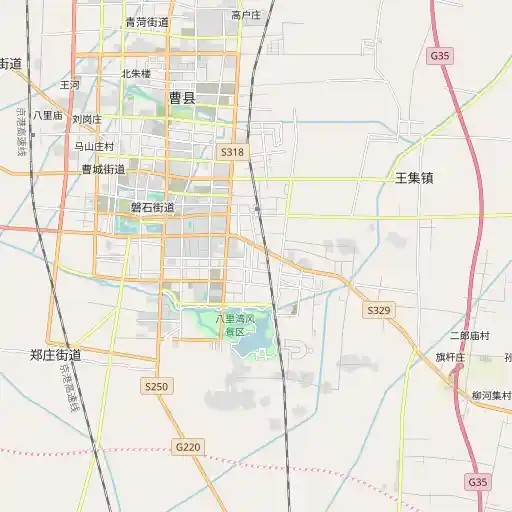 高户庄
青菏街道
G35
街道
北朱楼
王河
曹县
八里庙
刘岗庄
京港高速线
马山庄村
S318
曹城街道
王集镇
磐石街道
S329
八里湾风
景区
二郎庙村
郑庄街道
旗杆庄
孙
京港高速线
S250
柳河集村
G220
G35